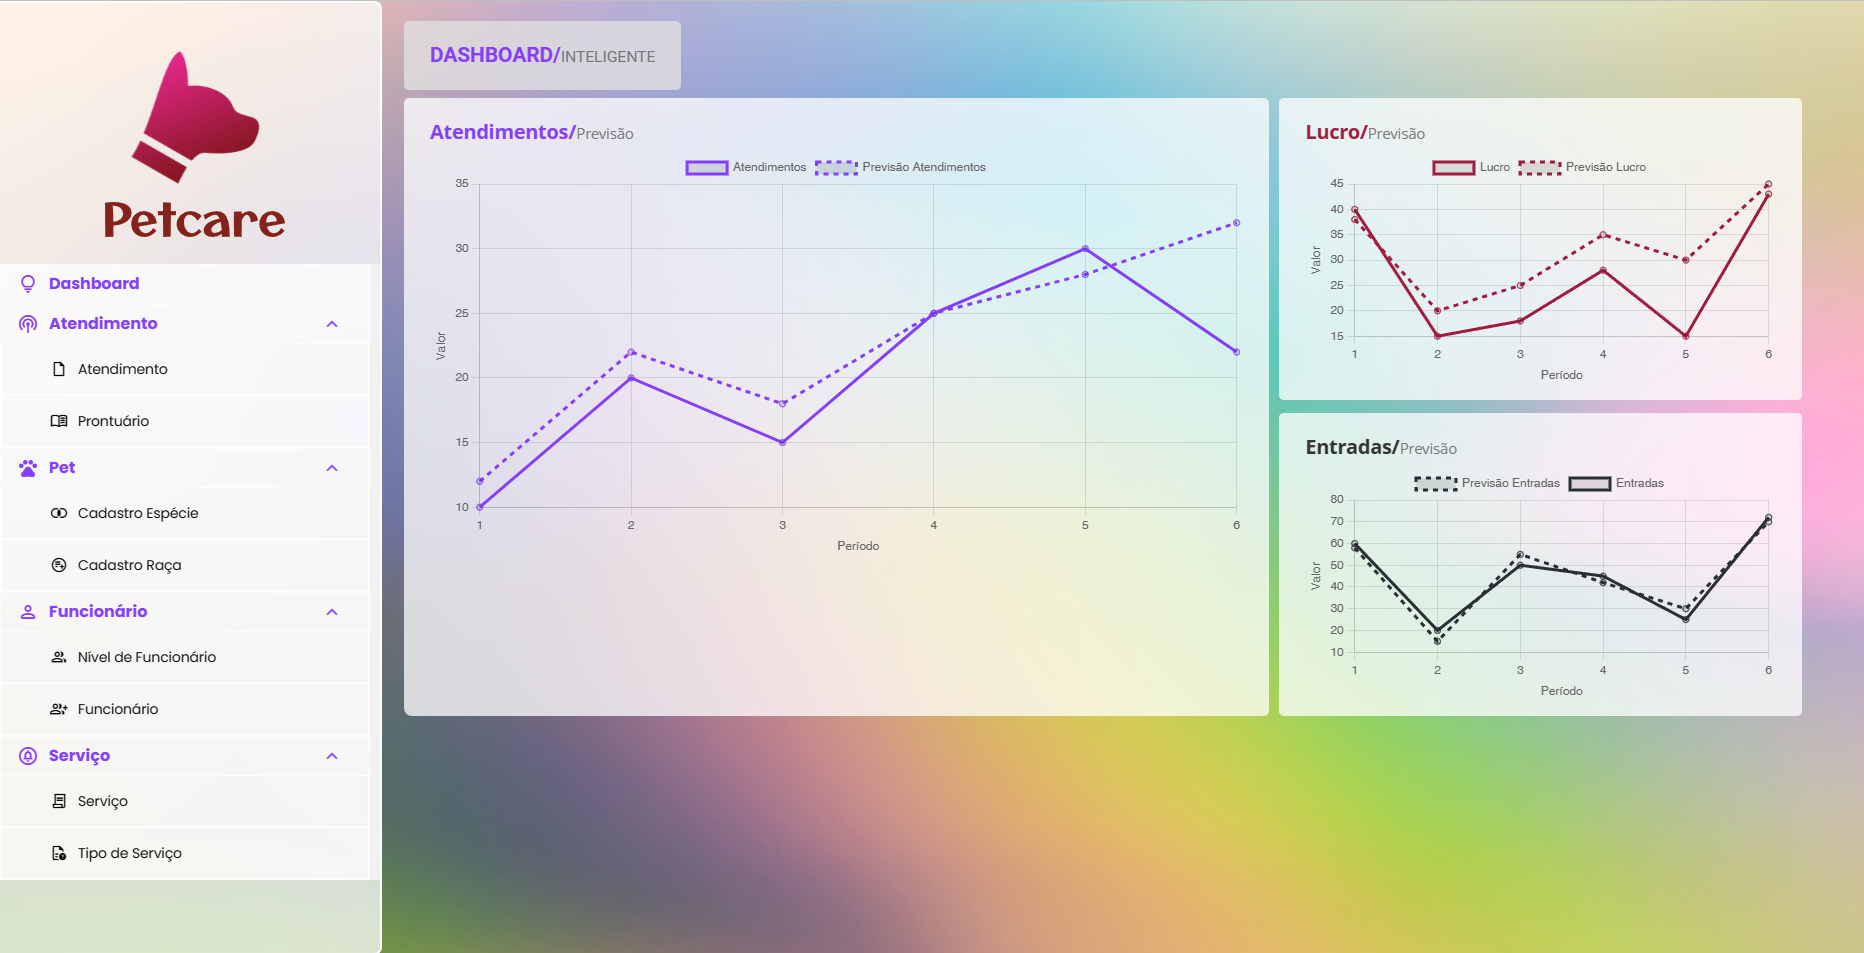 Petcare
Dashboard
Atendimento
Atendimento
Prontuário
Pet
Cadastro Espécie
Cadastro Raça
Funcionário
Nível de Funcionário
Funcionário
Serviço
Serviço
Tipo de Serviço
DASHBOARD/INTELIGENTE
Atendimentos/Previsão
Atendimentos Previsão Atendimentos
35
30
25
20
15
10
Valor
1 2 3 4 5 6
Período
Lucro/Previsão
Lucro Previsão Lucro
45
40
35
30
25
20
15
Valor
1 2 3 4 5 6
Período
Entradas/Previsão
Previsão Entradas Entradas
80
70
60
50
40
30
20
10
Valor
1 2 3 4 5 6
Período